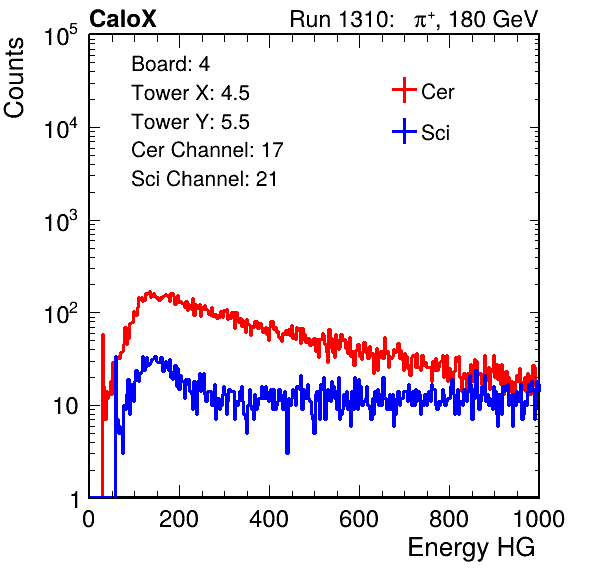 CaloX Run 1310: π⁺, 180 GeV
Counts
10⁵
10⁴
10³
10²
10
1
Board: 4
Tower X: 4.5
Tower Y: 5.5
Cer Channel: 17
Sci Channel: 21
Cer
Sci
0 200 400 600 800 1000
Energy HG